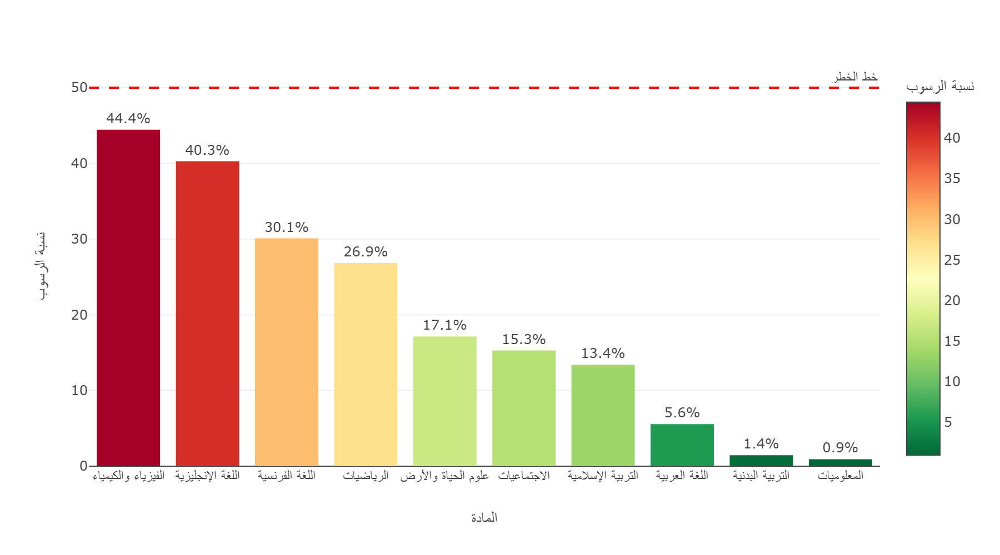 خط الخطر
نسبة الرسوب
50
40
30
20
10
0
نسبة الرسوب
44.4%
40.3%
30.1%
26.9%
17.1%
15.3%
13.4%
5.6%
1.4%
0.9%
الفيزياء والكيمياء
اللغة الإنجليزية
اللغة الفرنسية
الرياضيات
علوم الحياة والأرض
الاجتماعيات
التربية الإسلامية
اللغة العربية
التربية البدنية
المعلوميات
المادة
40
35
30
25
20
15
10
5